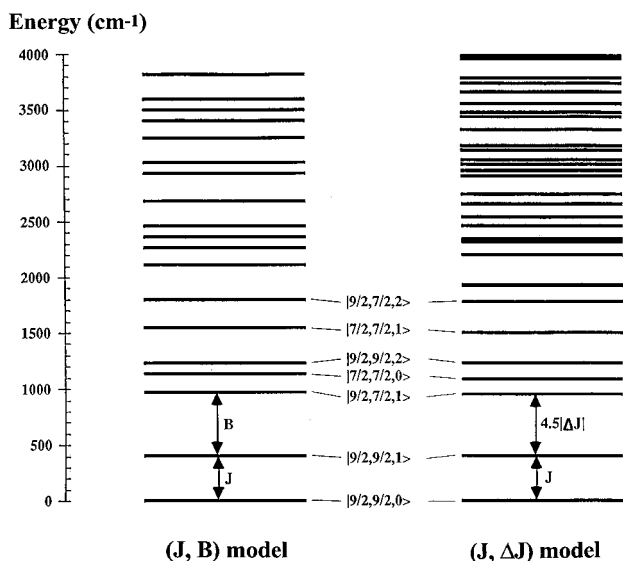 Energy (cm-1)
4000
3500
3000
2500
2000
1500
1000
500
0
|9/2,7/2,2>
|7/2,7/2,1>
|9/2,9/2,2>
|7/2,7/2,0>
|9/2,7/2,1>
|9/2,9/2,1>
|9/2,9/2,0>
B
J
4.5|ΔJ|
J
(J, B) model
(J, ΔJ) model